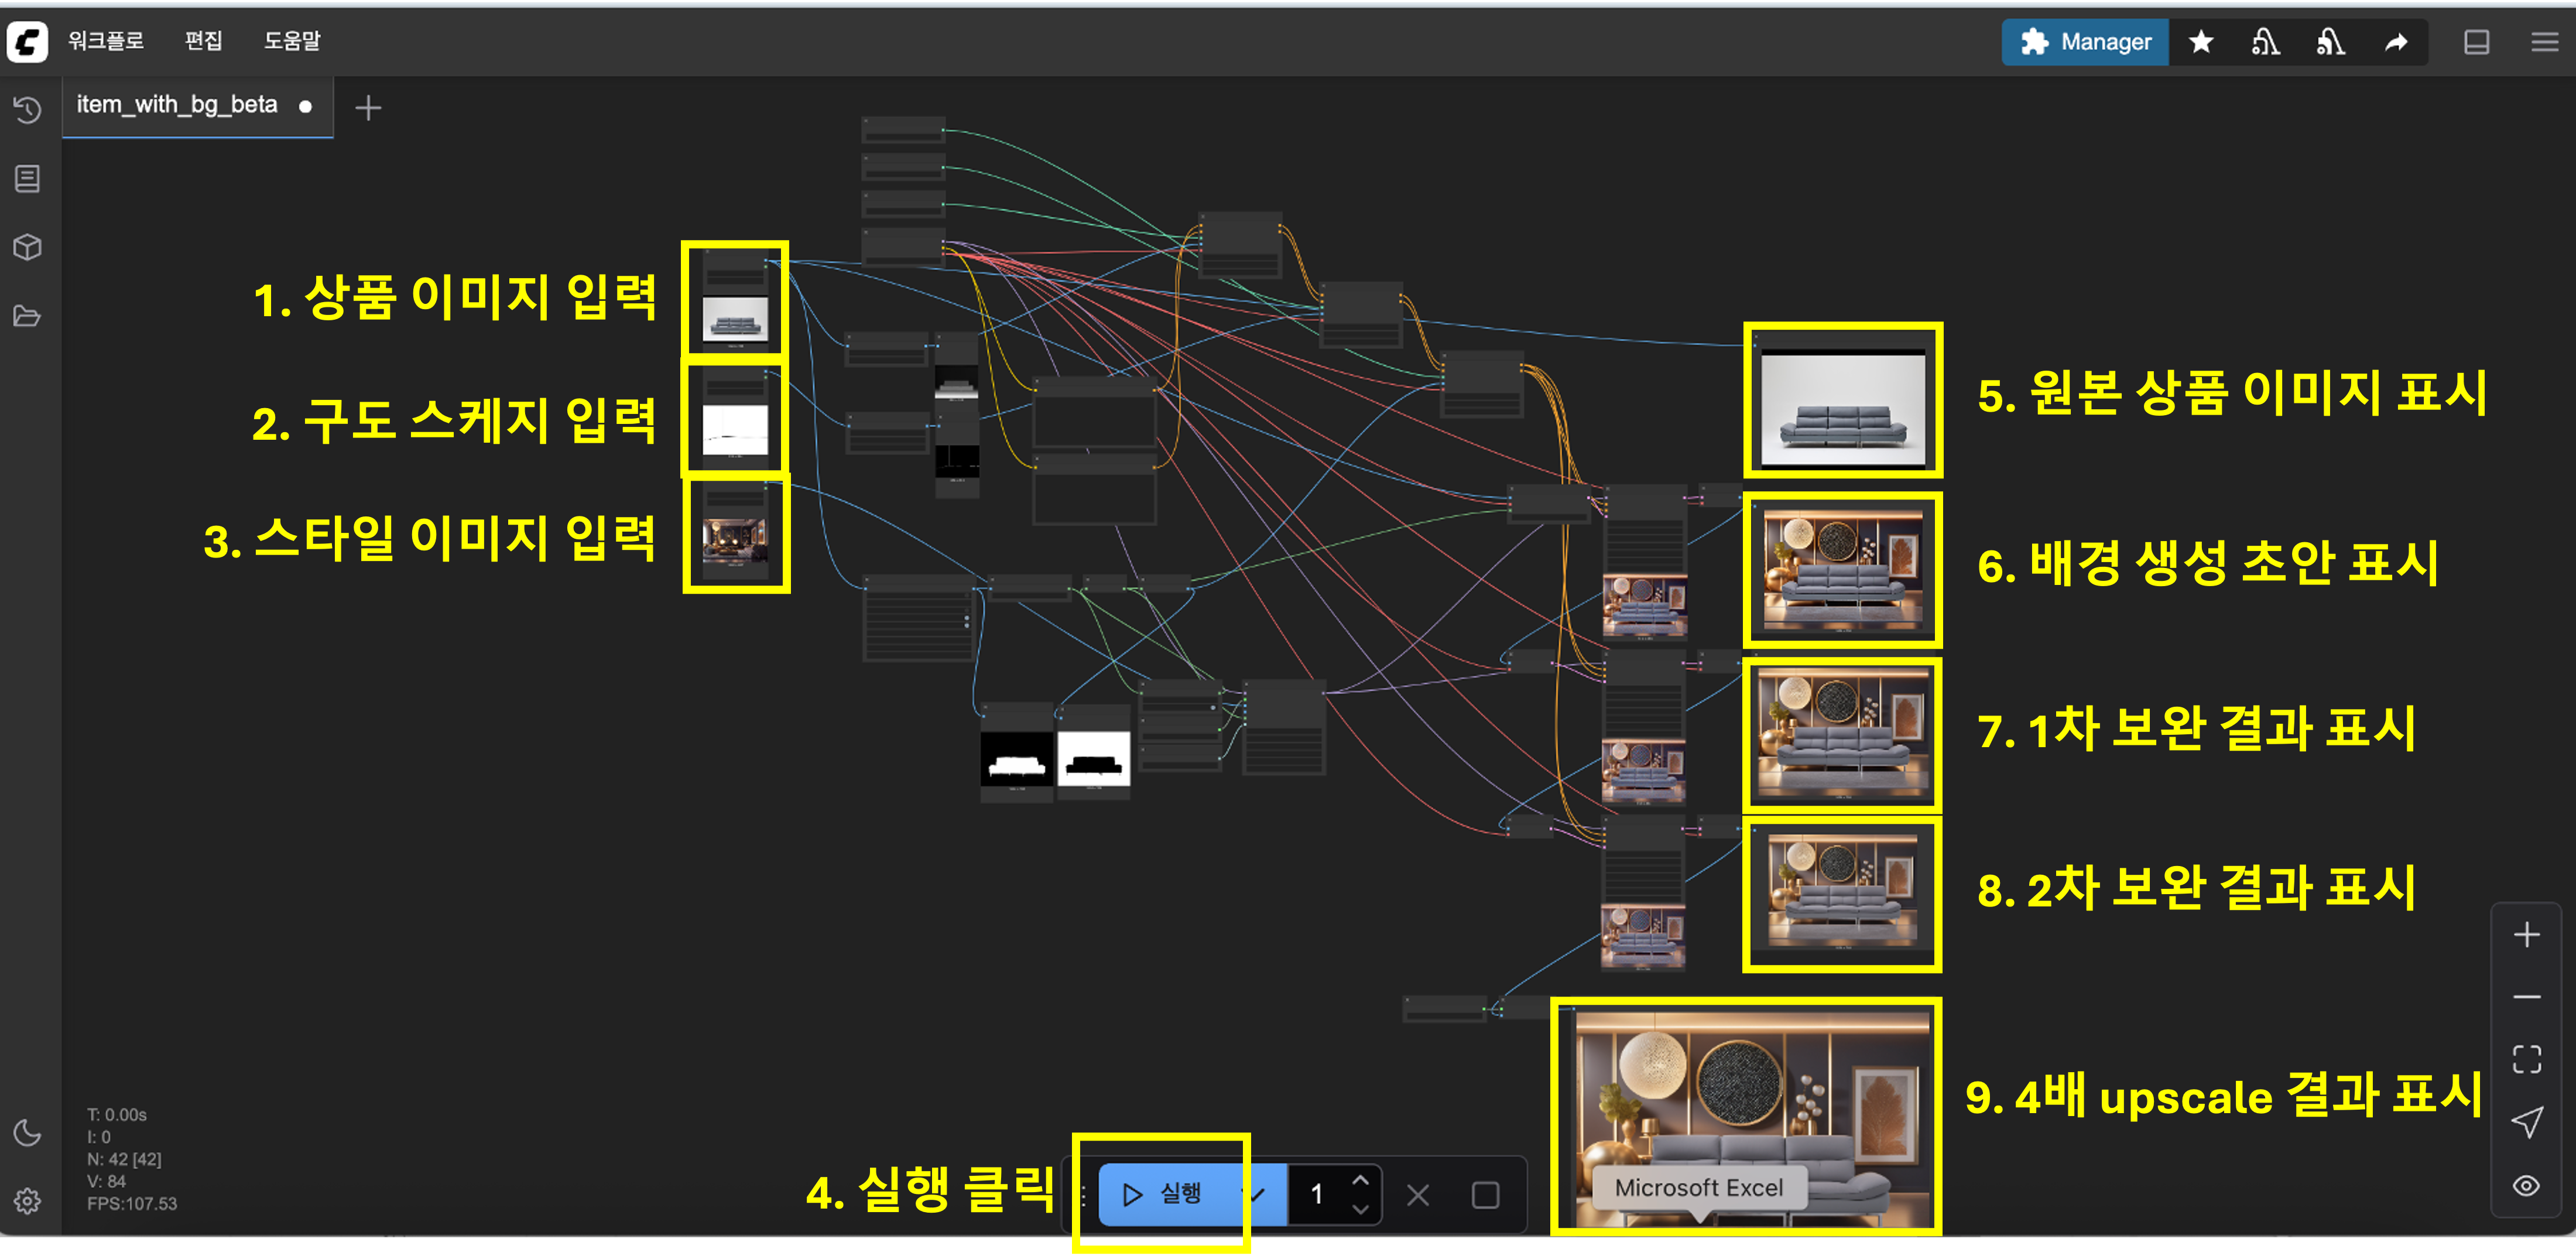 워크플로 편집 도움말
Manager
item_with_bg_beta
1. 상품 이미지 입력
2. 구도 스케지 입력
3. 스타일 이미지 입력
5. 원본 상품 이미지 표시
6. 배경 생성 초안 표시
7. 1차 보완 결과 표시
8. 2차 보완 결과 표시
9. 4배 upscale 결과 표시
Microsoft Excel
4. 실행 클릭
실행
1
T: 0.00s
I: 0
N: 42 [42]
V: 84
FPS:107.53